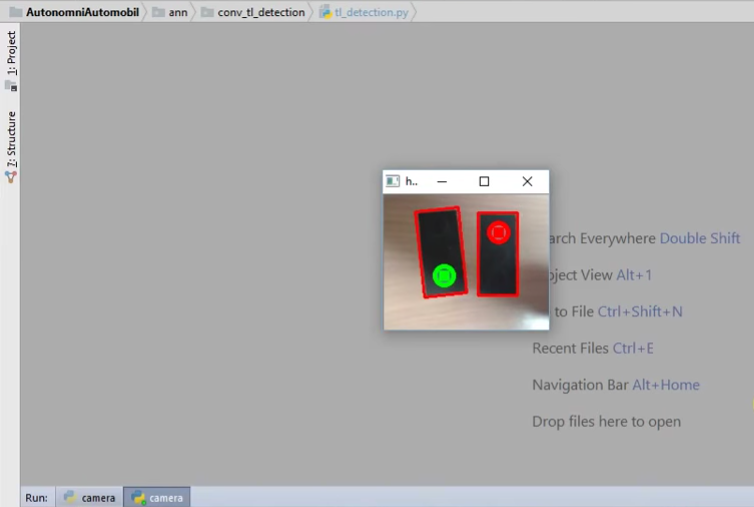 AutonomniAutomobil ann conv_tl_detection tl_detection.py
1: Project
7: Structure
h..
arch Everywhere Double Shift
oject View Alt+1
to File Ctrl+Shift+N
Recent Files Ctrl+E
Navigation Bar Alt+Home
Drop files here to open
Run: camera camera